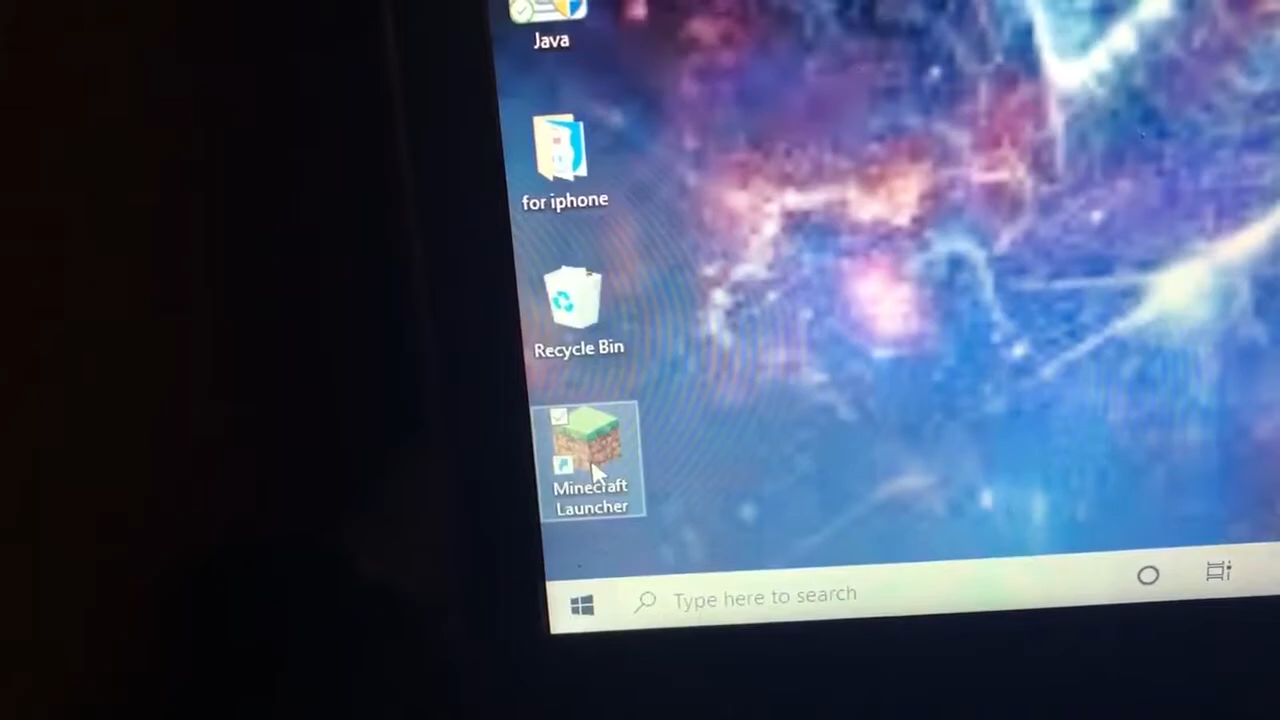 Java
for iphone
Recycle Bin
Minecraft
Launcher
Type here to search